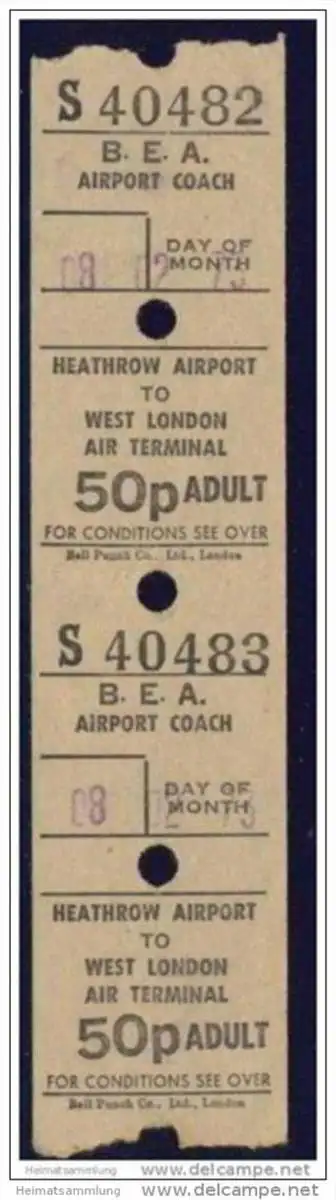 S 40482
B. E. A.
AIRPORT COACH
DAY OF
MONTH
08 02 73
HEATHROW AIRPORT
TO
WEST LONDON
AIR TERMINAL
50p ADULT
FOR CONDITIONS SEE OVER
Bell Punch Co., Ltd., London
S 40483
B. E. A.
AIRPORT COACH
DAY OF
MONTH
08 73
HEATHROW AIRPORT
TO
WEST LONDON
AIR TERMINAL
50p ADULT
FOR CONDITIONS SEE OVER
Bell Punch Co., Ltd., London
Heimatsammlung www.delcampe.net
Heimatsammlung www.delcampe.net